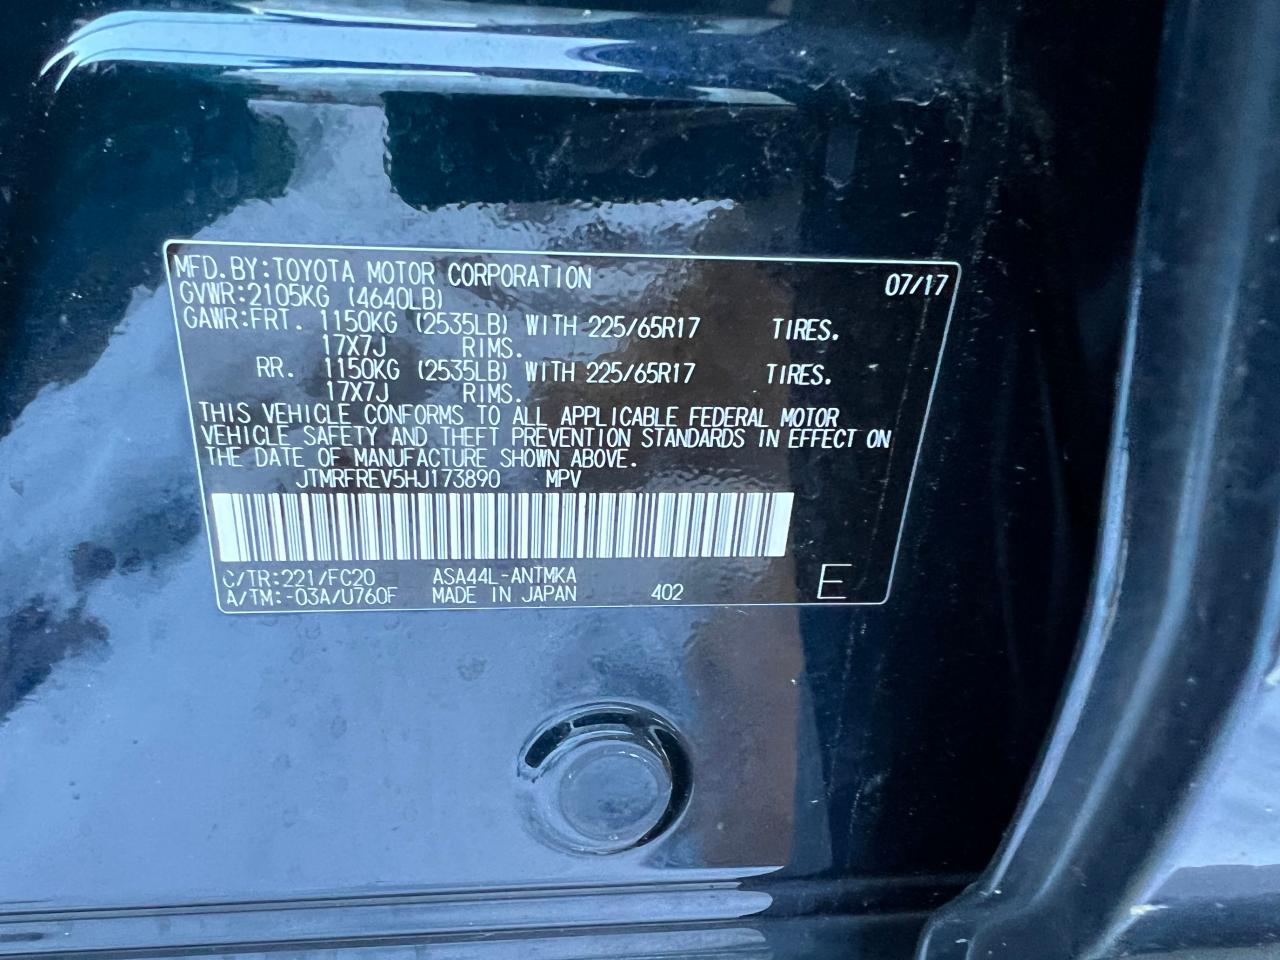 MFD.BY:TOYOTA MOTOR CORPORATION 07/17
GVWR:2105KG (4640LB)
GAWR:FRT. 1150KG (2535LB) WITH 225/65R17 TIRES.
17X7J RIMS.
RR. 1150KG (2535LB) WITH 225/65R17 TIRES.
17X7J RIMS.
THIS VEHICLE CONFORMS TO ALL APPLICABLE FEDERAL MOTOR
VEHICLE SAFETY AND THEFT PREVENTION STANDARDS IN EFFECT ON
THE DATE OF MANUFACTURE SHOWN ABOVE.
JTMRFREV5HJ173890 MPV
C/TR:221/FC20 ASA44L-ANTMKA
A/TM:-03A/U760F MADE IN JAPAN 402 E